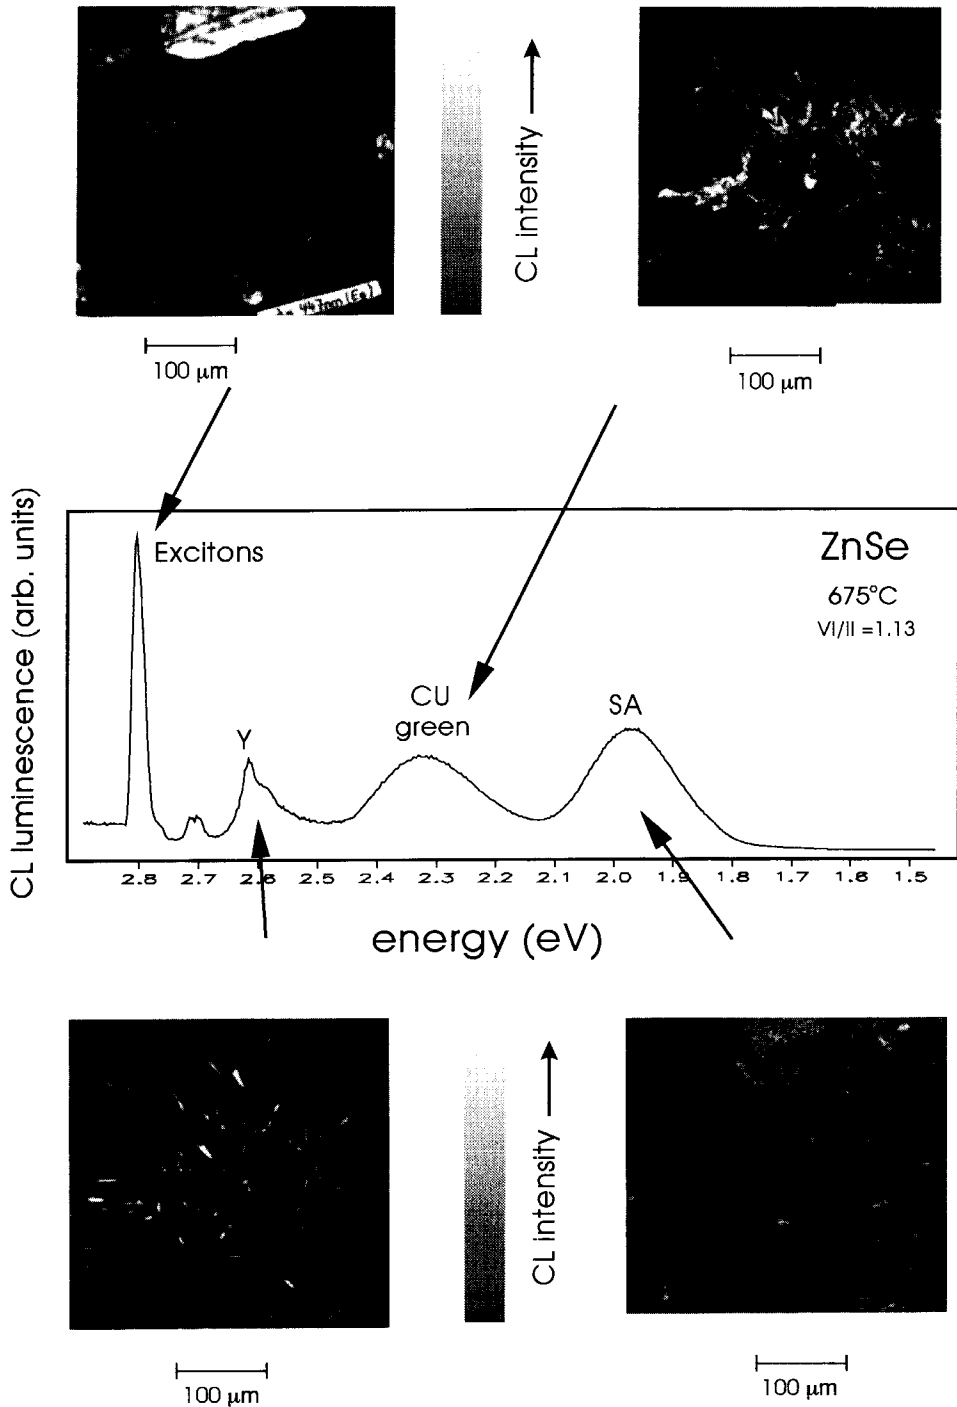 CL intensity
= 447nm (Ex)
100 µm
100 µm
CL luminescence (arb. units)
Excitons
ZnSe
675°C
VI/II =1.13
CU
green
SA
Y
2.8 2.7 2.6 2.5 2.4 2.3 2.2 2.1 2.0 1.9 1.8 1.7 1.6 1.5
energy (eV)
CL intensity
100 µm
100 µm